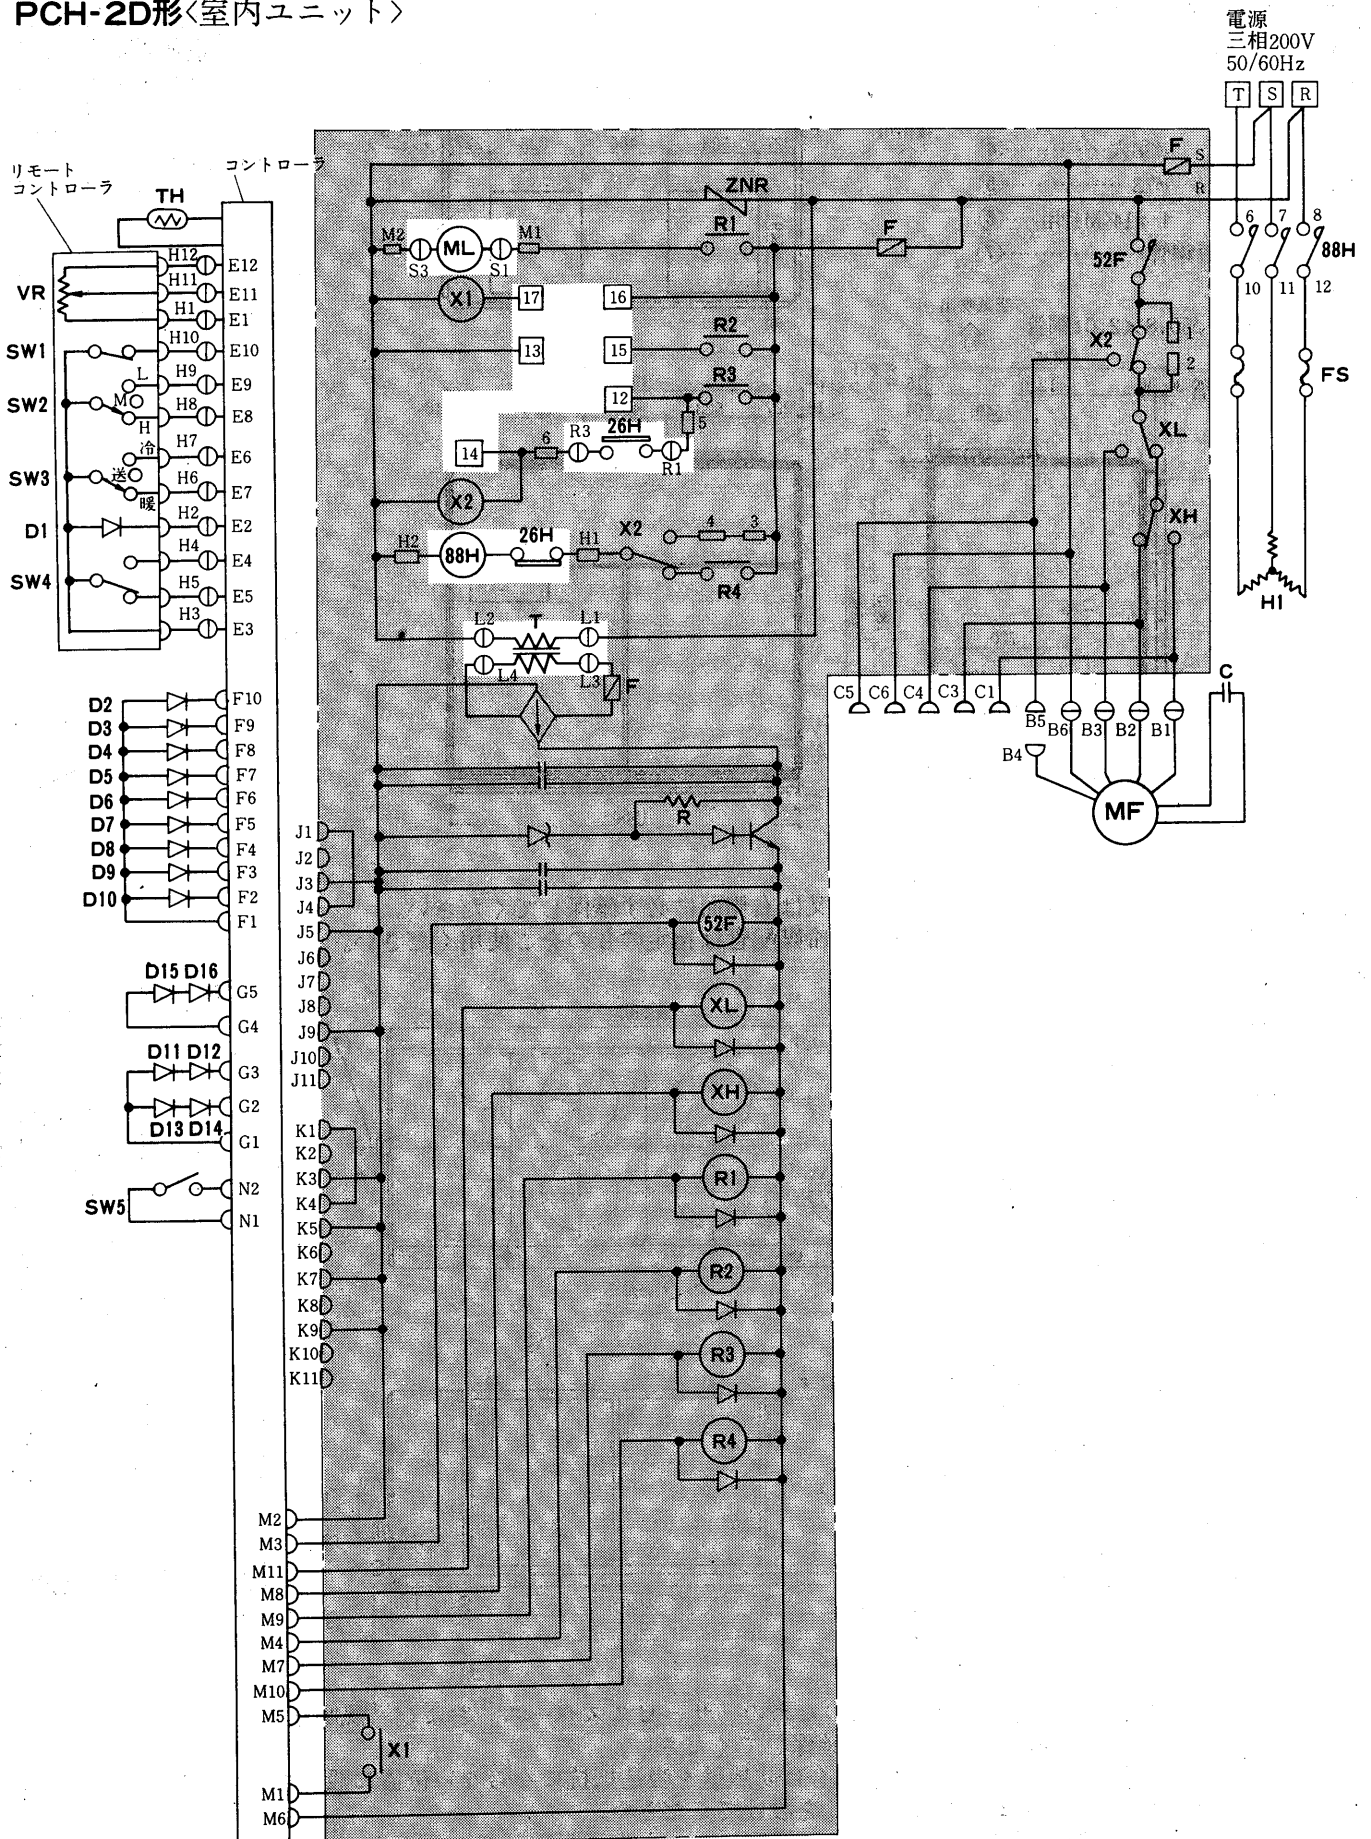 PCH-2D形〈室内ユニット〉
電源
三相200V
50/60Hz
T S R
リモート
コントローラ
コントローラ
TH
F S
R
ZNR
6 7 8
88H
10 11 12
FS
H1
M2 ML M1 R1 F
S3 S1
52F
X1 17 16
13 15 R2
12 R3
5
14 6 R3 26H R1
X2
H2 88H 26H H1 X2 4 3
R4
X2 1
2
XL
XH
L2 T L1
L4 L3 F
VR
SW1
SW2
L
M
H
SW3
冷
送
暖
D1
SW4
H12 E12
H11 E11
H1 E1
H10 E10
H9 E9
H8 E8
H7 E6
H6 E7
H2 E2
H4 E4
H5 E5
H3 E3
C5 C6 C4 C3 C1
B5 B6 B3 B2 B1
B4
C
MF
D2 F10
D3 F9
D4 F8
D5 F7
D6 F6
D7 F5
D8 F4
D9 F3
D10 F2
F1
D15 D16 G5
G4
D11 D12 G3
G2
D13 D14 G1
SW5 N2
N1
J1
J2
J3
J4
J5
J6
J7
J8
J9
J10
J11
K1
K2
K3
K4
K5
K6
K7
K8
K9
K10
K11
R
52F
XL
XH
R1
R2
R3
R4
M2
M3
M11
M8
M9
M4
M7
M10
M5
X1
M1
M6